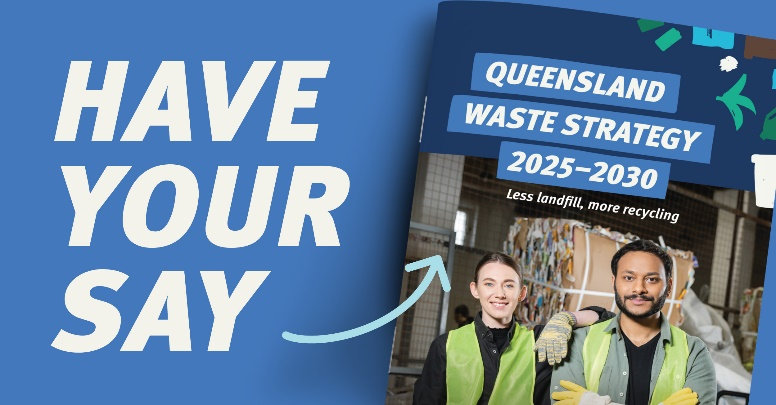 HAVE
YOUR
SAY
QUEENSLAND
WASTE STRATEGY
2025–2030
Less landfill, more recycling